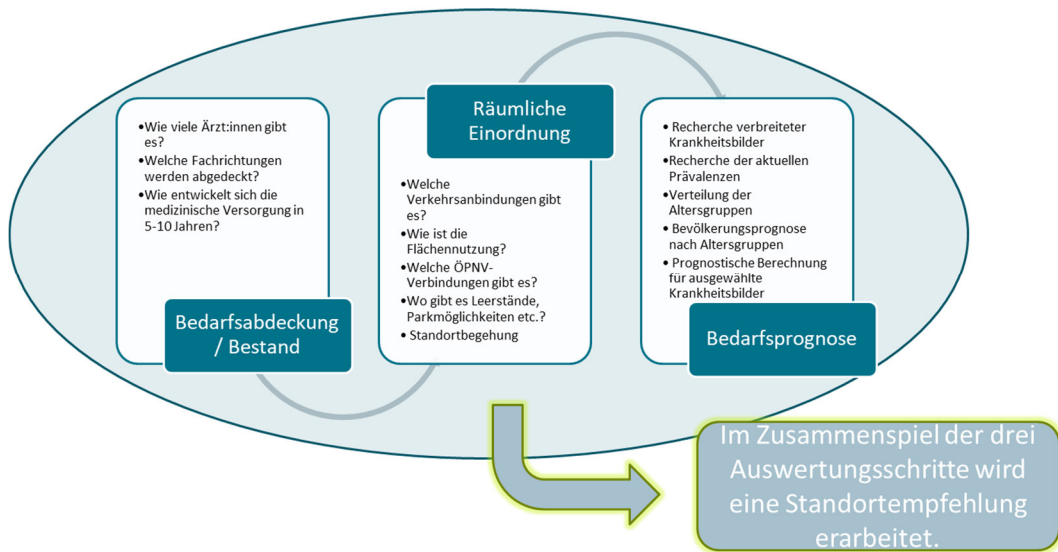 •Wie viele Ärzt:innen gibt
es?
•Welche Fachrichtungen
werden abgedeckt?
•Wie entwickelt sich die
medizinische Versorgung in
5-10 Jahren?
Bedarfsabdeckung
/ Bestand
Räumliche
Einordnung
•Welche
Verkehrsanbindungen gibt
es?
•Wie ist die
Flächennutzung?
•Welche ÖPNV-
Verbindungen gibt es?
•Wo gibt es Leerstände,
Parkmöglichkeiten etc.?
• Standortbegehung
• Recherche verbreiteter
Krankheitsbilder
•Recherche der aktuellen
Prävalenzen
•Verteilung der
Altersgruppen
• Bevölkerungsprognose
nach Altersgruppen
• Prognostische Berechnung
für ausgewählte
Krankheitsbilder
Bedarfsprognose
Im Zusammenspiel der drei
Auswertungsschritte wird
eine Standortempfehlung
erarbeitet.